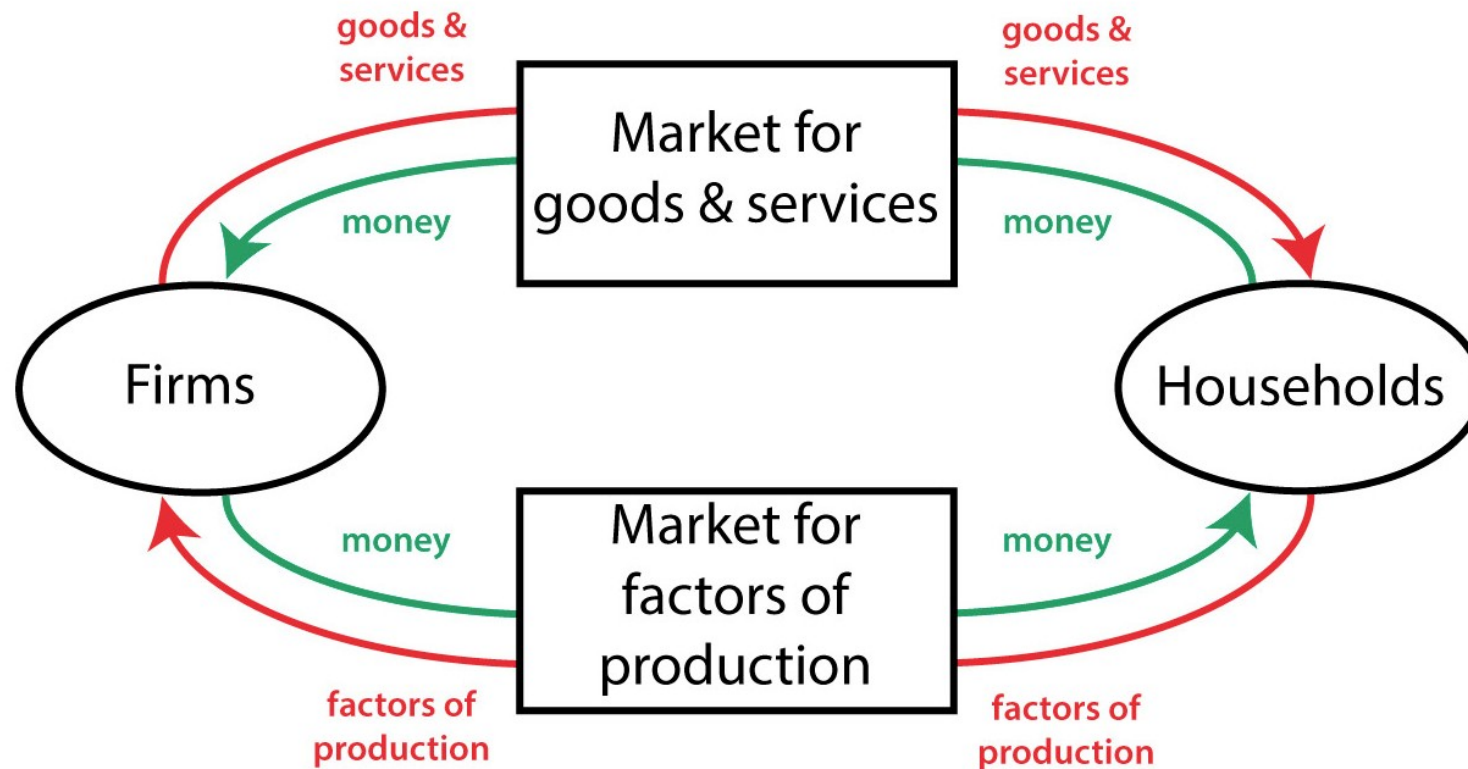 goods &
services
goods &
services
Market for
goods & services
money
money
Firms
Households
money
money
Market for
factors of
production
factors of
production
factors of
production